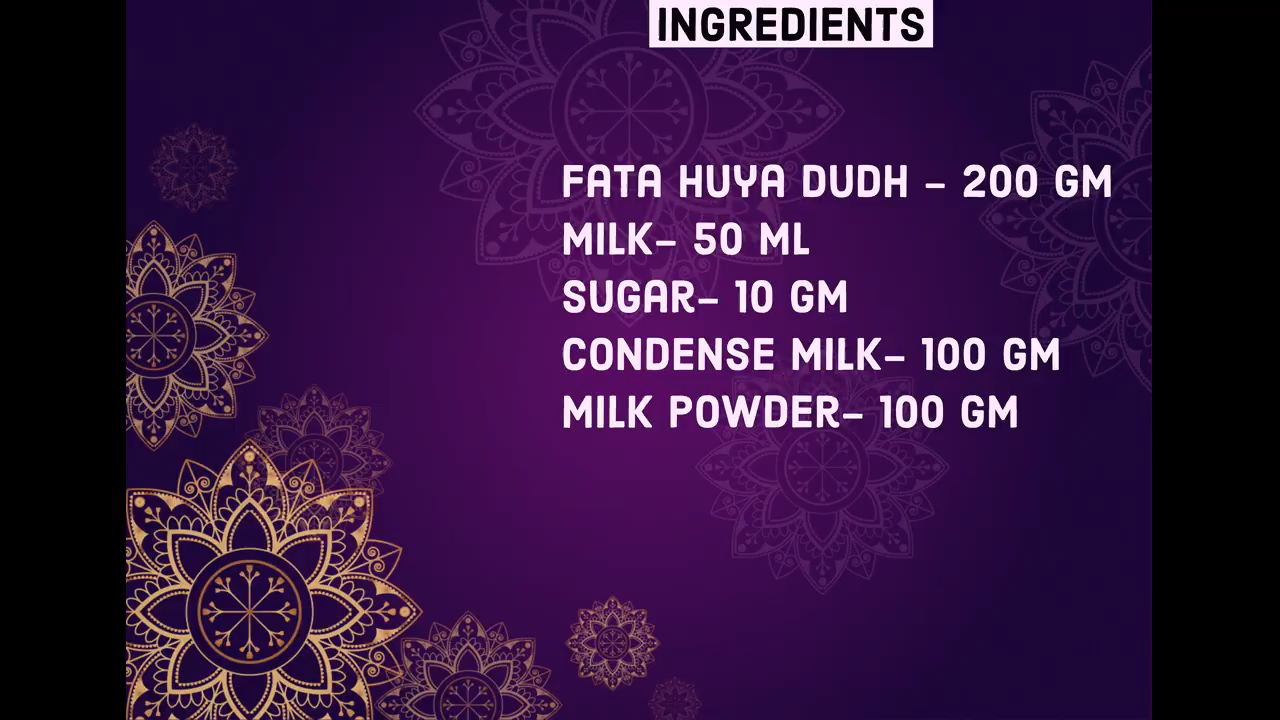 INGREDIENTS
FATA HUYA DUDH - 200 GM
MILK- 50 ML
SUGAR- 10 GM
CONDENSE MILK- 100 GM
MILK POWDER- 100 GM